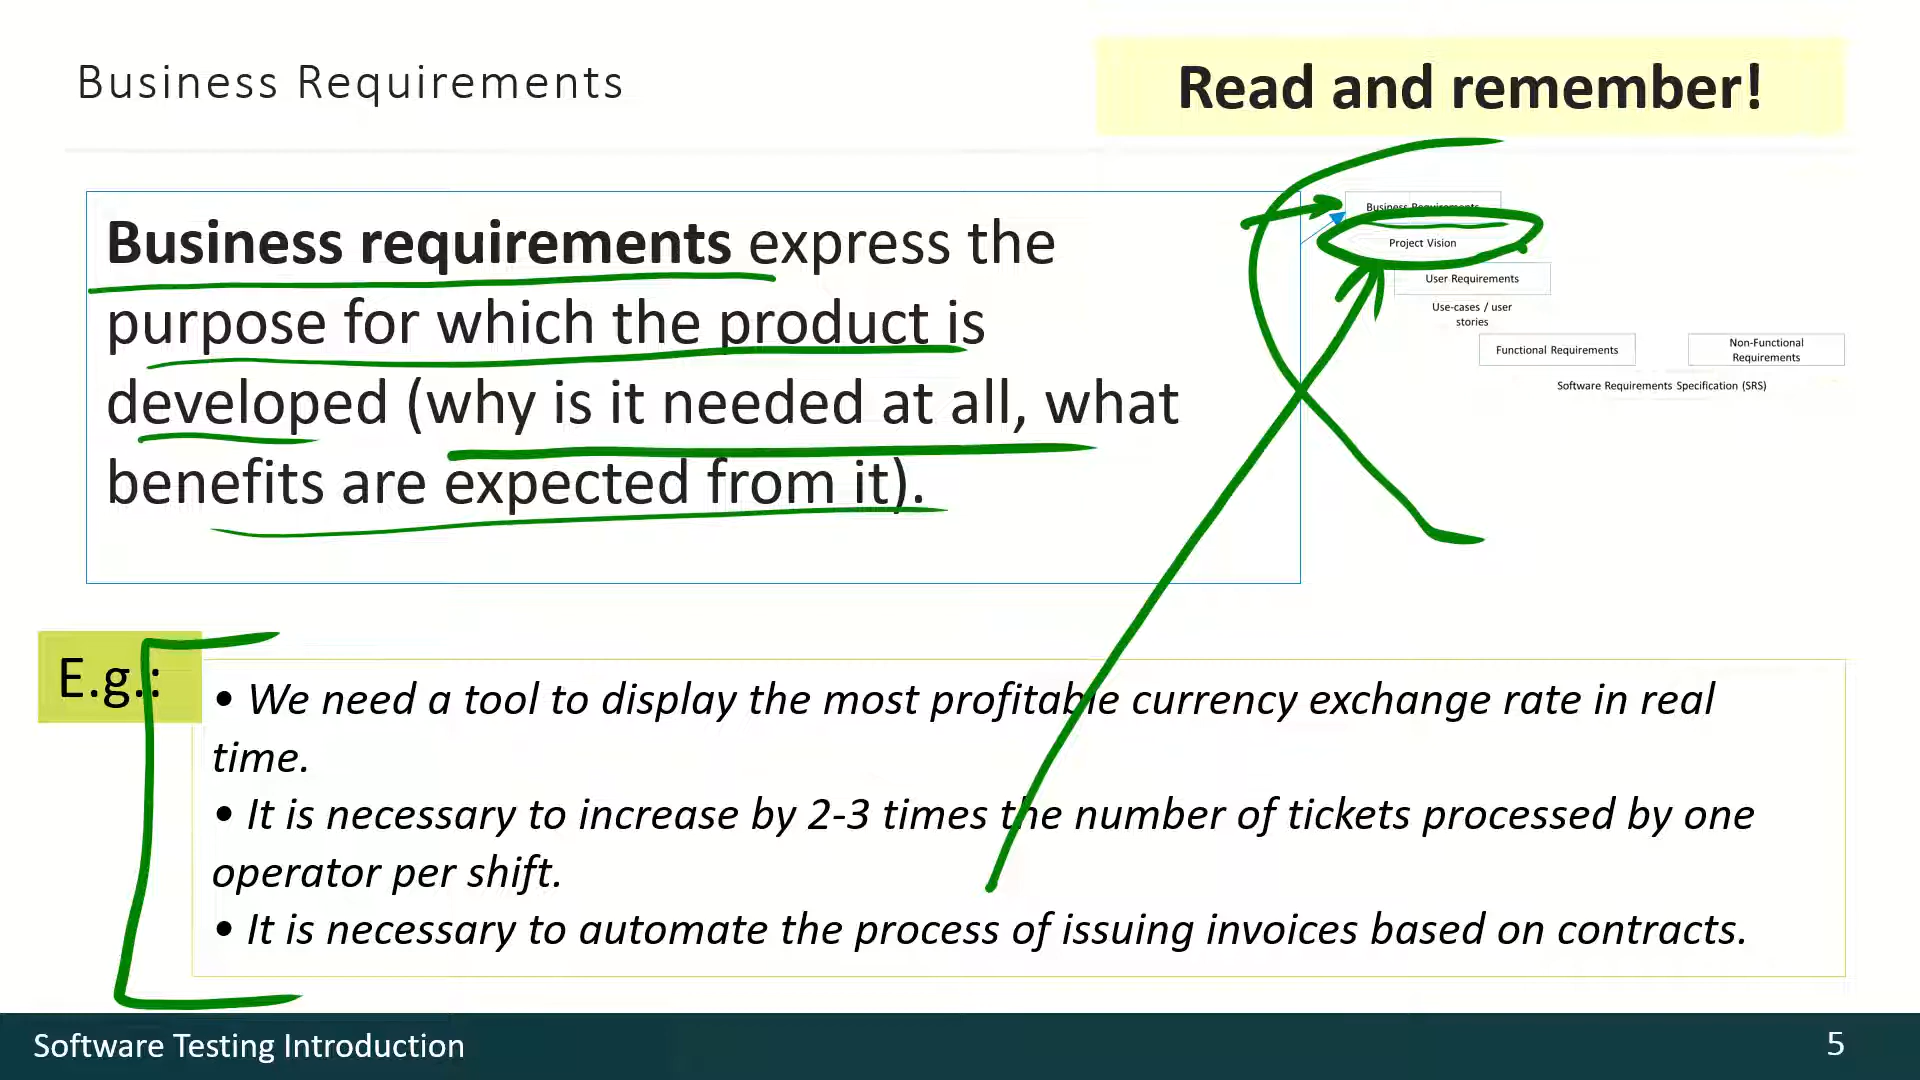 Business Requirements
Read and remember!
Business requirements express the
purpose for which the product is
developed (why is it needed at all, what
benefits are expected from it).
Business Requirements
Project Vision
User Requirements
Use-cases / user
stories
Functional Requirements
Non-Functional
Requirements
Software Requirements Specification (SRS)
E.g.:
• We need a tool to display the most profitable currency exchange rate in real
time.
• It is necessary to increase by 2-3 times the number of tickets processed by one
operator per shift.
• It is necessary to automate the process of issuing invoices based on contracts.
Software Testing Introduction
5